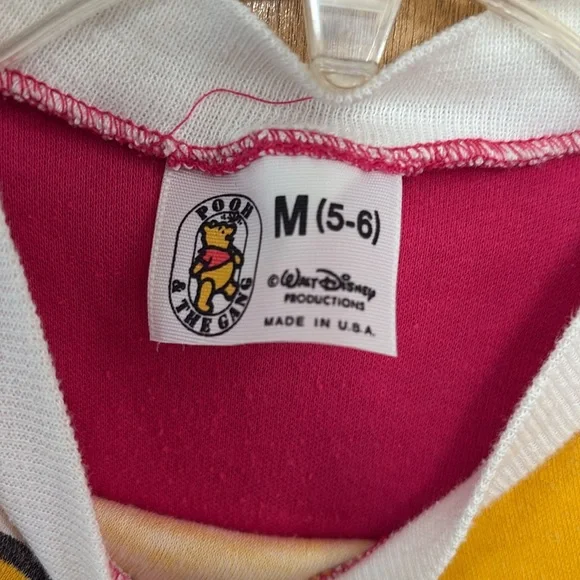 POOH
& THE GANG
M (5-6)
©WALT DISNEY
PRODUCTIONS
MADE IN U.S.A.